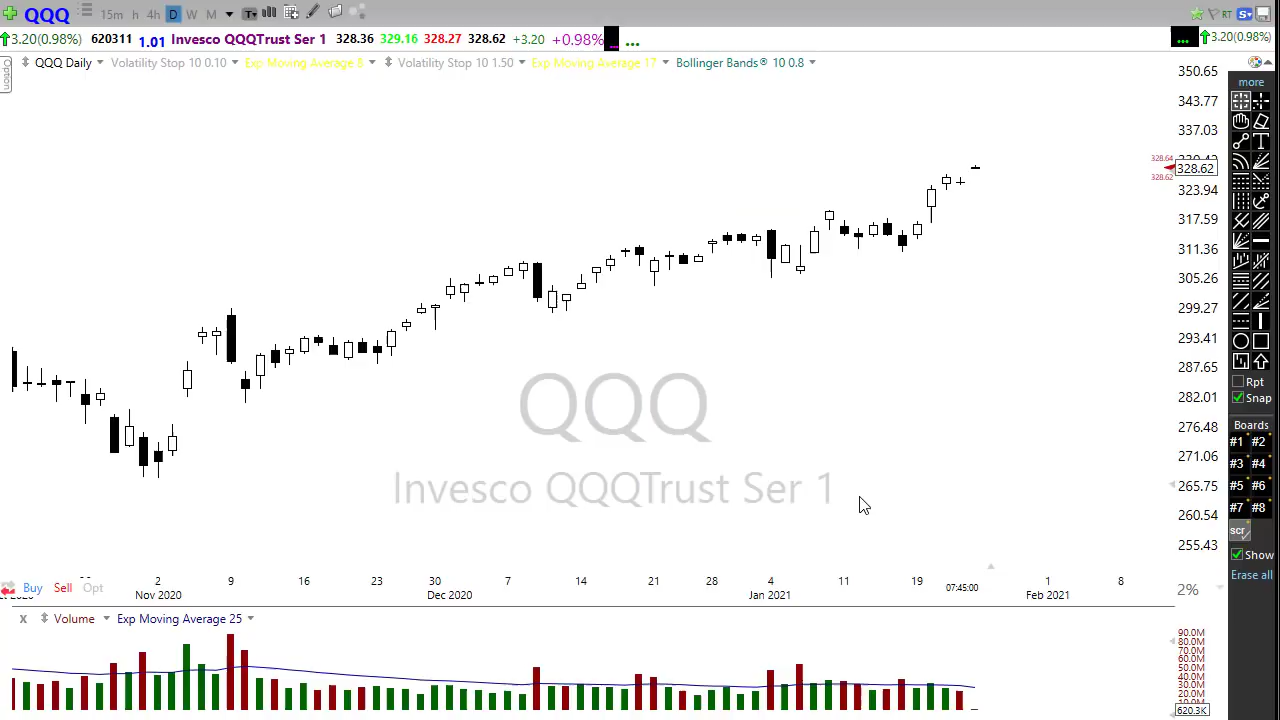 QQQ 15m h 4h D W M T RT S
3.20(0.98%) 620311 1.01 Invesco QQQTrust Ser 1 328.36 329.16 328.27 328.62 +3.20 +0.98% ... ... 3.20(0.98%)
Option
QQQ Daily Volatility Stop 10 0.10 Exp Moving Average 8 Volatility Stop 10 1.50 Exp Moving Average 17 Bollinger Bands® 10 0.8
350.65
343.77
337.03
328.64
328.62
328.62
323.94
317.59
311.36
305.26
299.27
293.41
287.65
282.01
276.48
271.06
265.75
260.54
255.43
more
Rpt
Snap
Boards
#1 #2
#3 #4
#5 #6
#7 #8
scr
Show
Erase all
QQQ
Invesco QQQTrust Ser 1
2 9 16 23 30 7 14 21 28 4 11 19 07:45:00 1 8
Buy Sell Opt
Nov 2020 Dec 2020 Jan 2021 Feb 2021
2%
X Volume Exp Moving Average 25
90.0M
80.0M
70.0M
60.0M
50.0M
40.0M
30.0M
20.0M
10.0M
620.3K